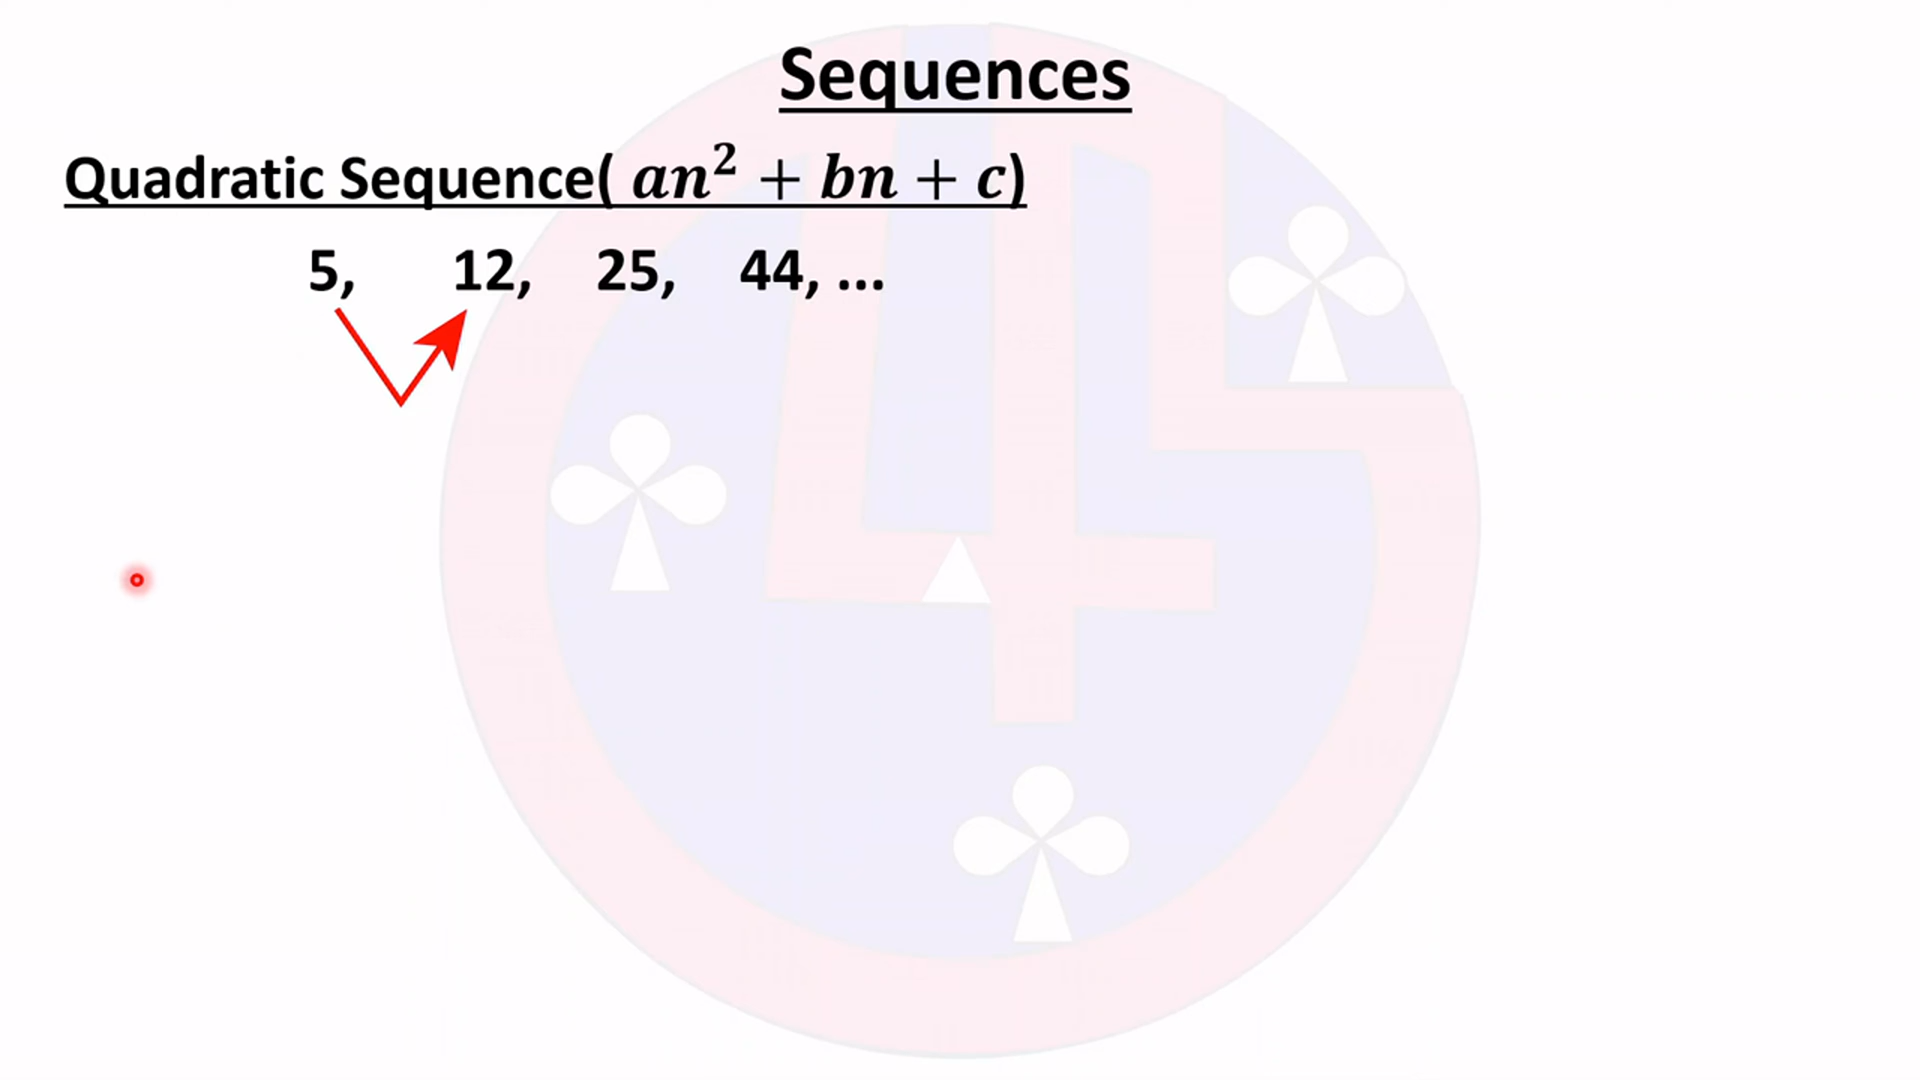 Sequences
Quadratic Sequence( 𝒂𝒏² + 𝒃𝒏 + 𝒄)
5, 12, 25, 44, ...